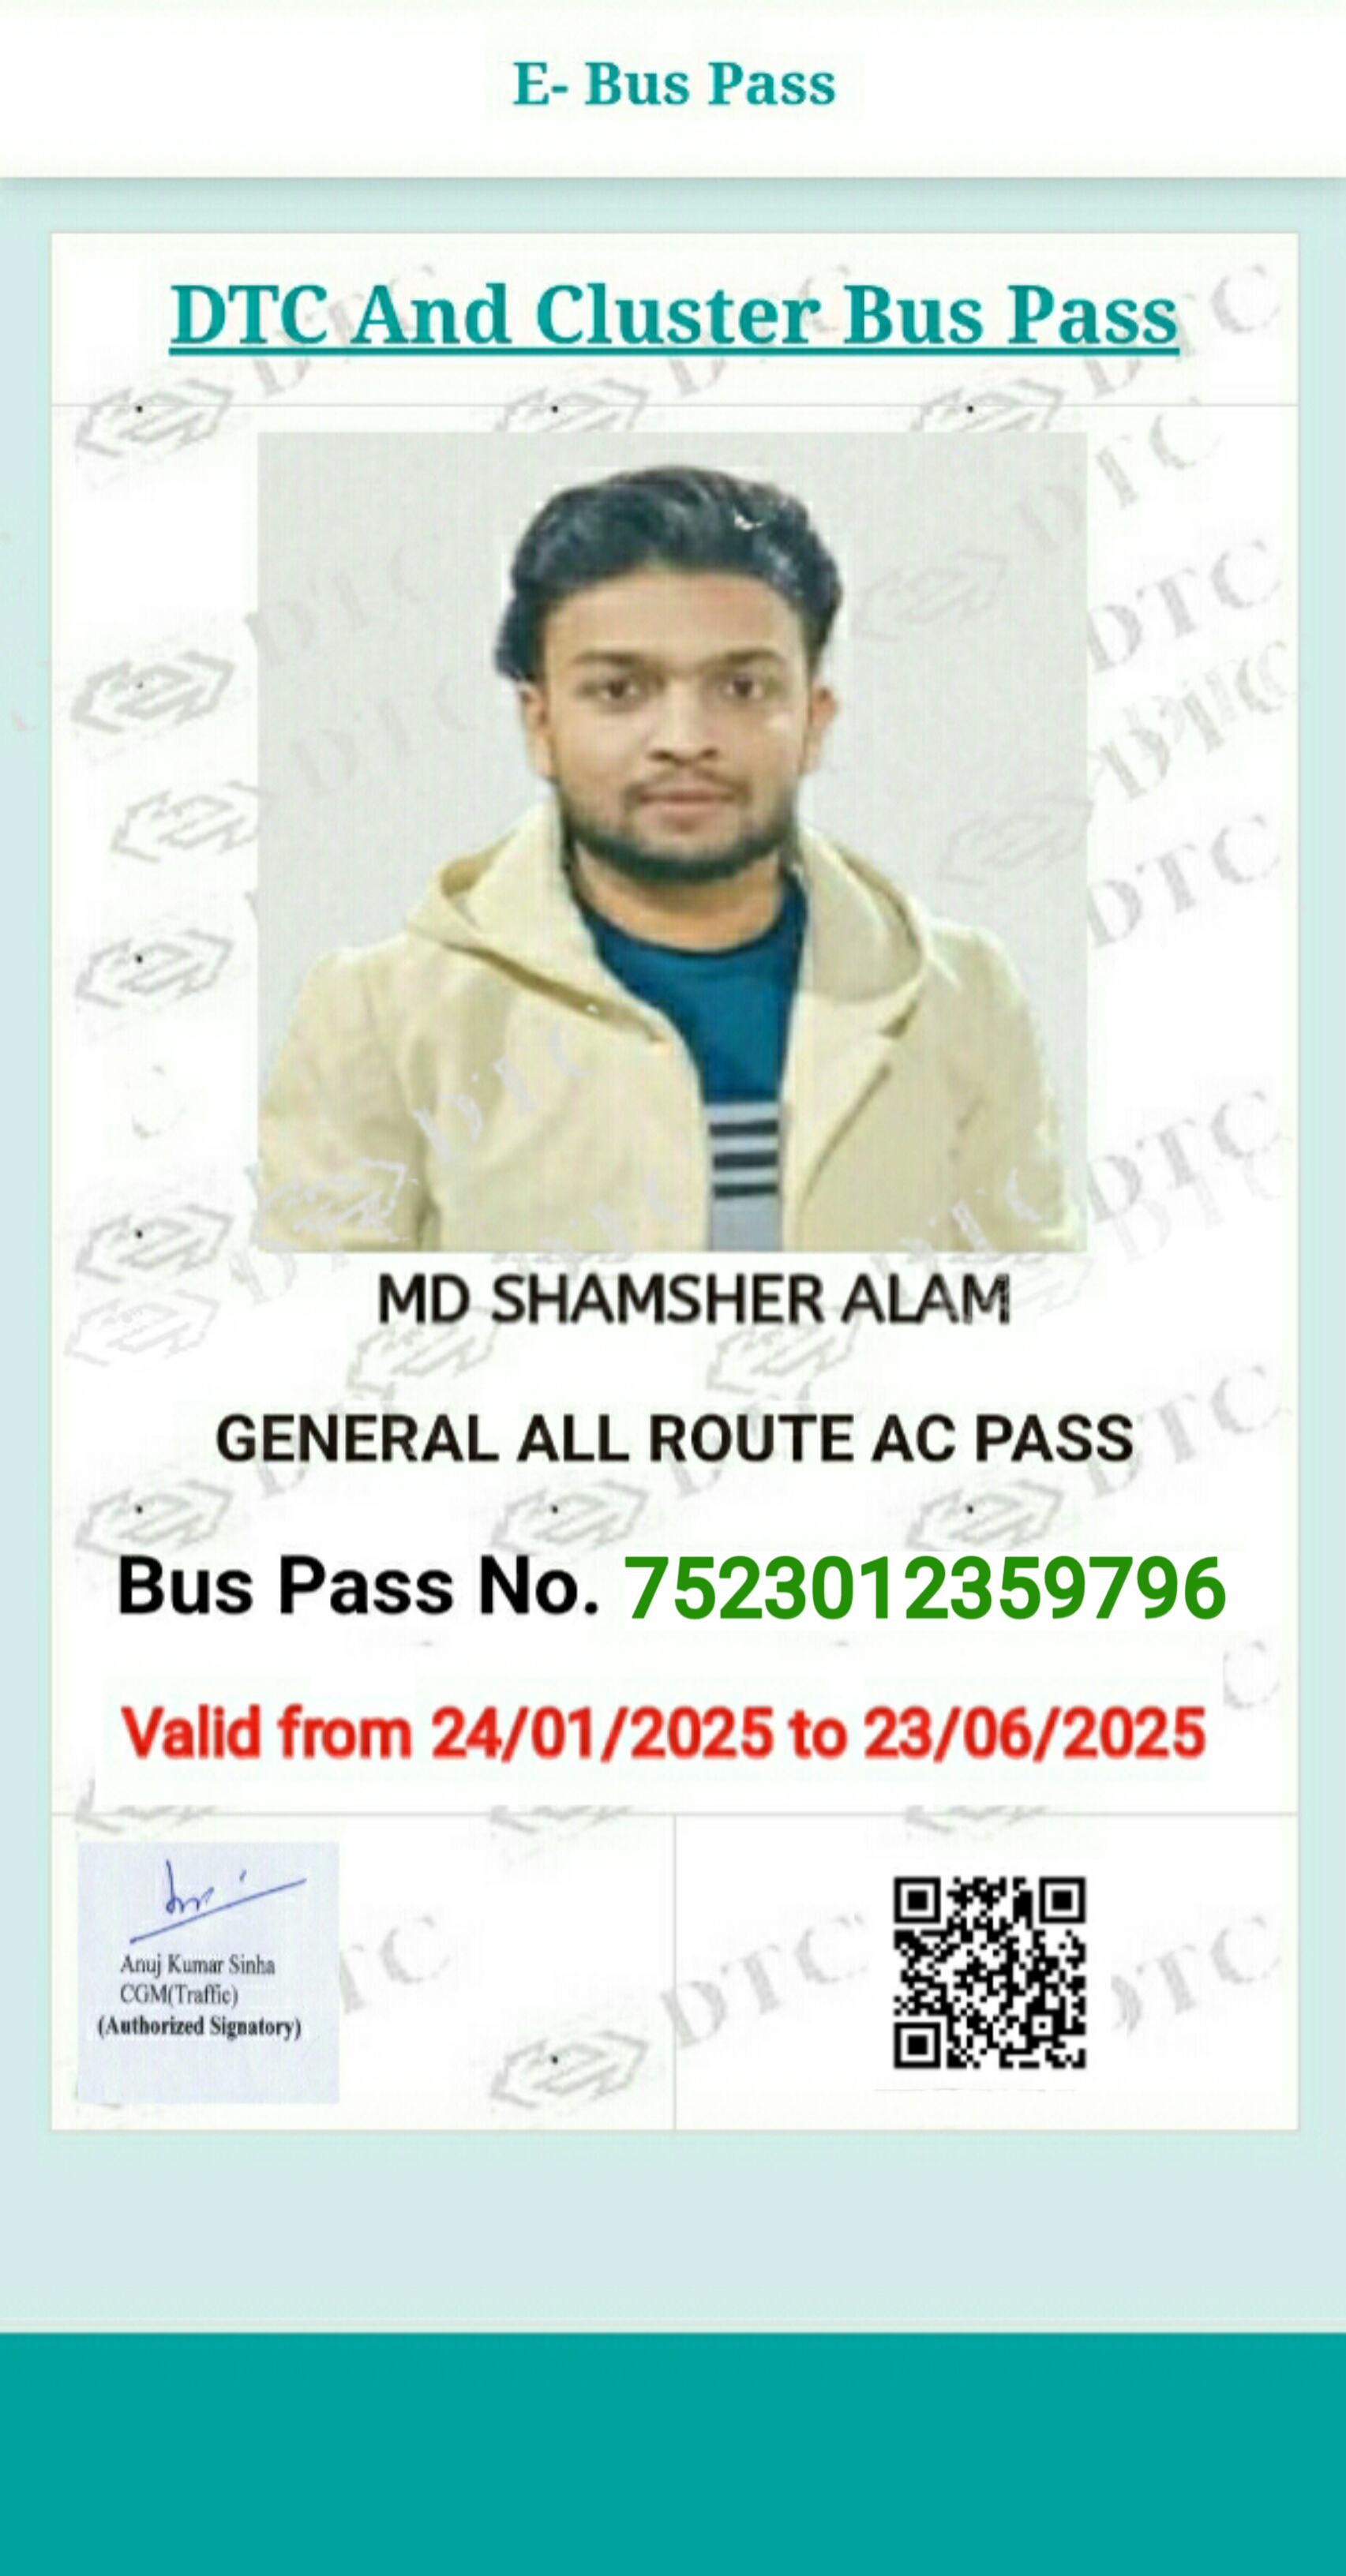 E- Bus Pass
DTC And Cluster Bus Pass
MD SHAMSHER ALAM
GENERAL ALL ROUTE AC PASS
Bus Pass No. 7523012359796
Valid from 24/01/2025 to 23/06/2025
Anuj Kumar Sinha
CGM(Traffic)
(Authorized Signatory)
DTC